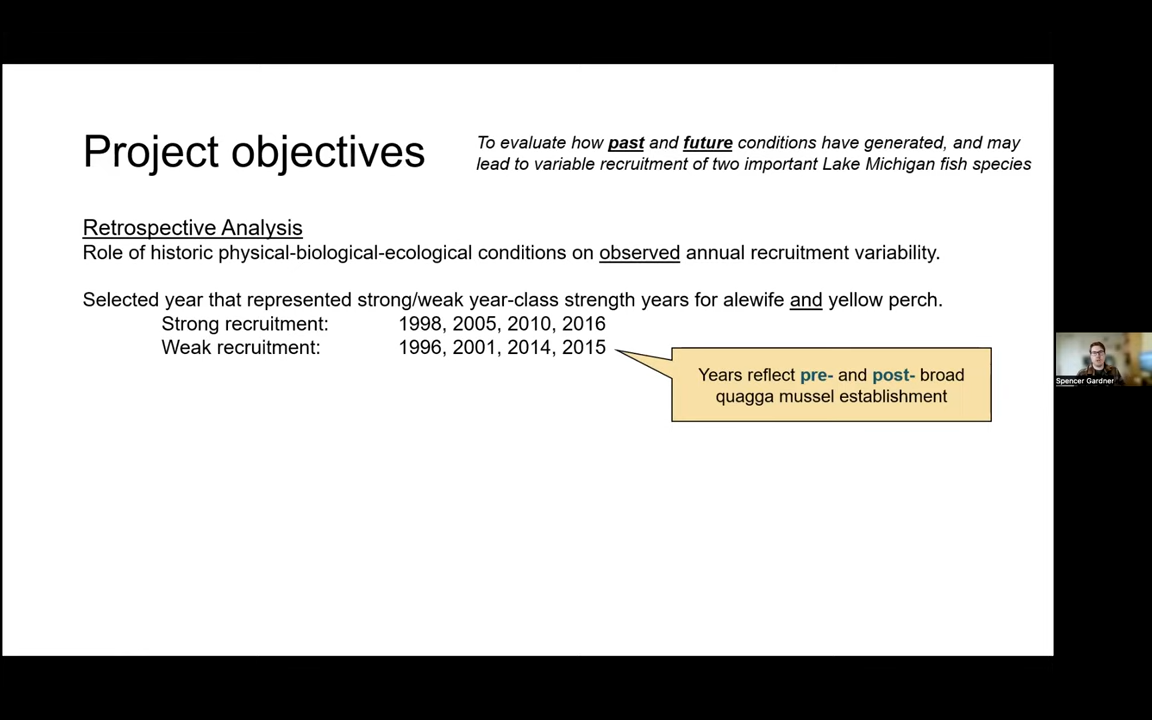 Project objectives
To evaluate how past and future conditions have generated, and may
lead to variable recruitment of two important Lake Michigan fish species
Retrospective Analysis
Role of historic physical-biological-ecological conditions on observed annual recruitment variability.
Selected year that represented strong/weak year-class strength years for alewife and yellow perch.
Strong recruitment: 1998, 2005, 2010, 2016
Weak recruitment: 1996, 2001, 2014, 2015
Years reflect pre- and post- broad
quagga mussel establishment
Spencer Gardner